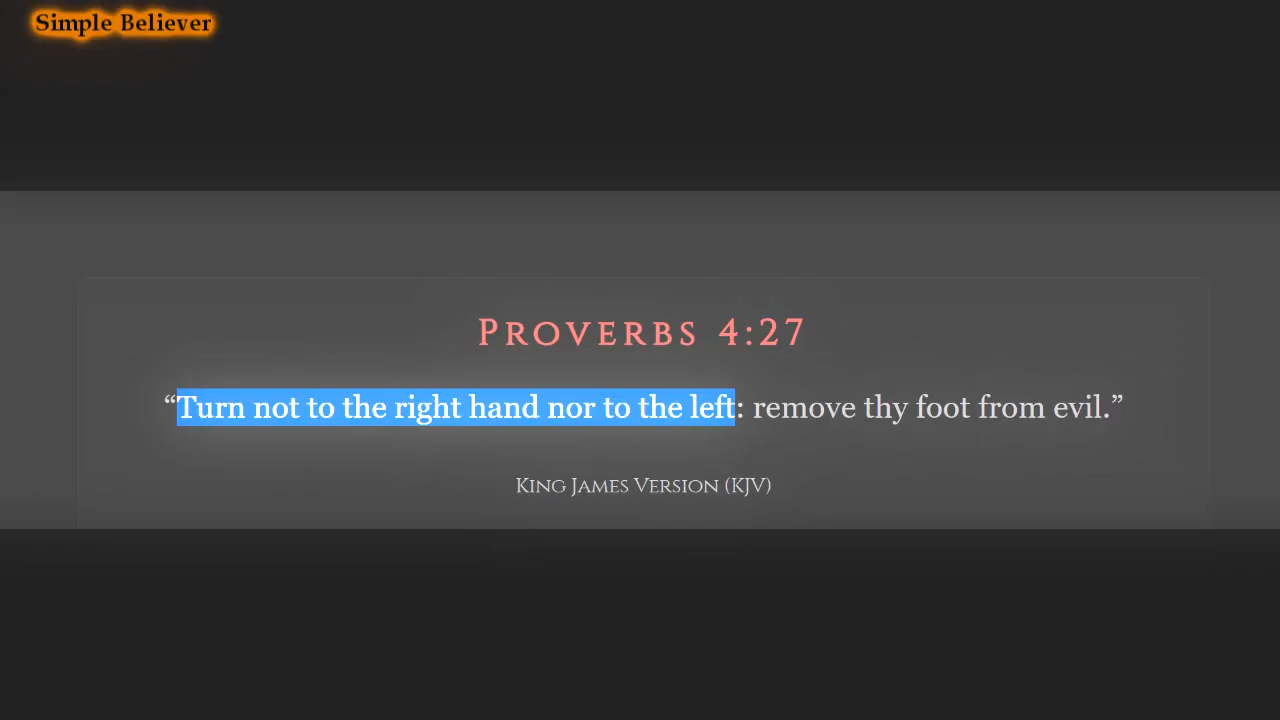 Simple Believer
Proverbs 4:27
“Turn not to the right hand nor to the left: remove thy foot from evil.”
King James Version (KJV)